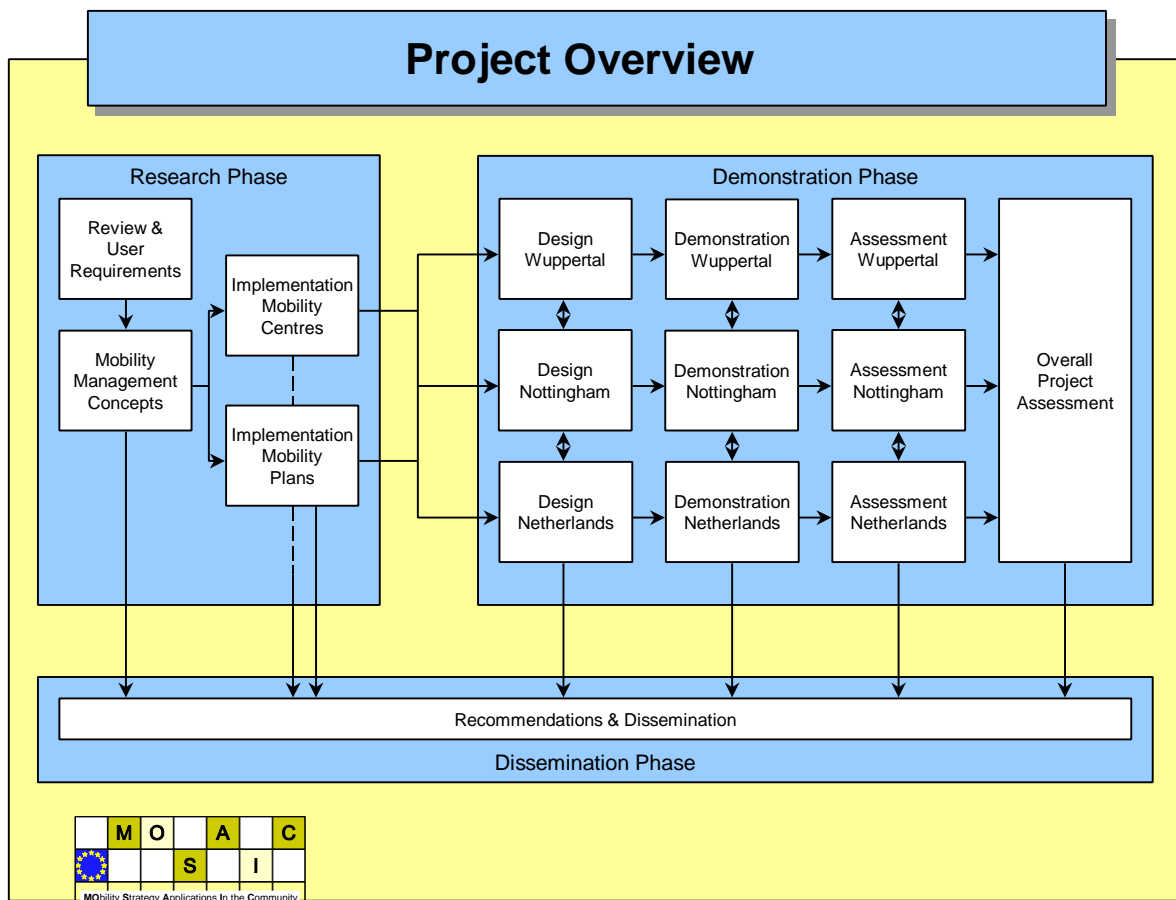 Project Overview
Research Phase
Review &
User
Requirements
Mobility
Management
Concepts
Implementation
Mobility
Centres
Implementation
Mobility
Plans
Demonstration Phase
Design
Wuppertal
Demonstration
Wuppertal
Assessment
Wuppertal
Design
Nottingham
Demonstration
Nottingham
Assessment
Nottingham
Design
Netherlands
Demonstration
Netherlands
Assessment
Netherlands
Overall
Project
Assessment
Recommendations & Dissemination
Dissemination Phase
M O A C
S I
MObility Strategy Applications In the Community